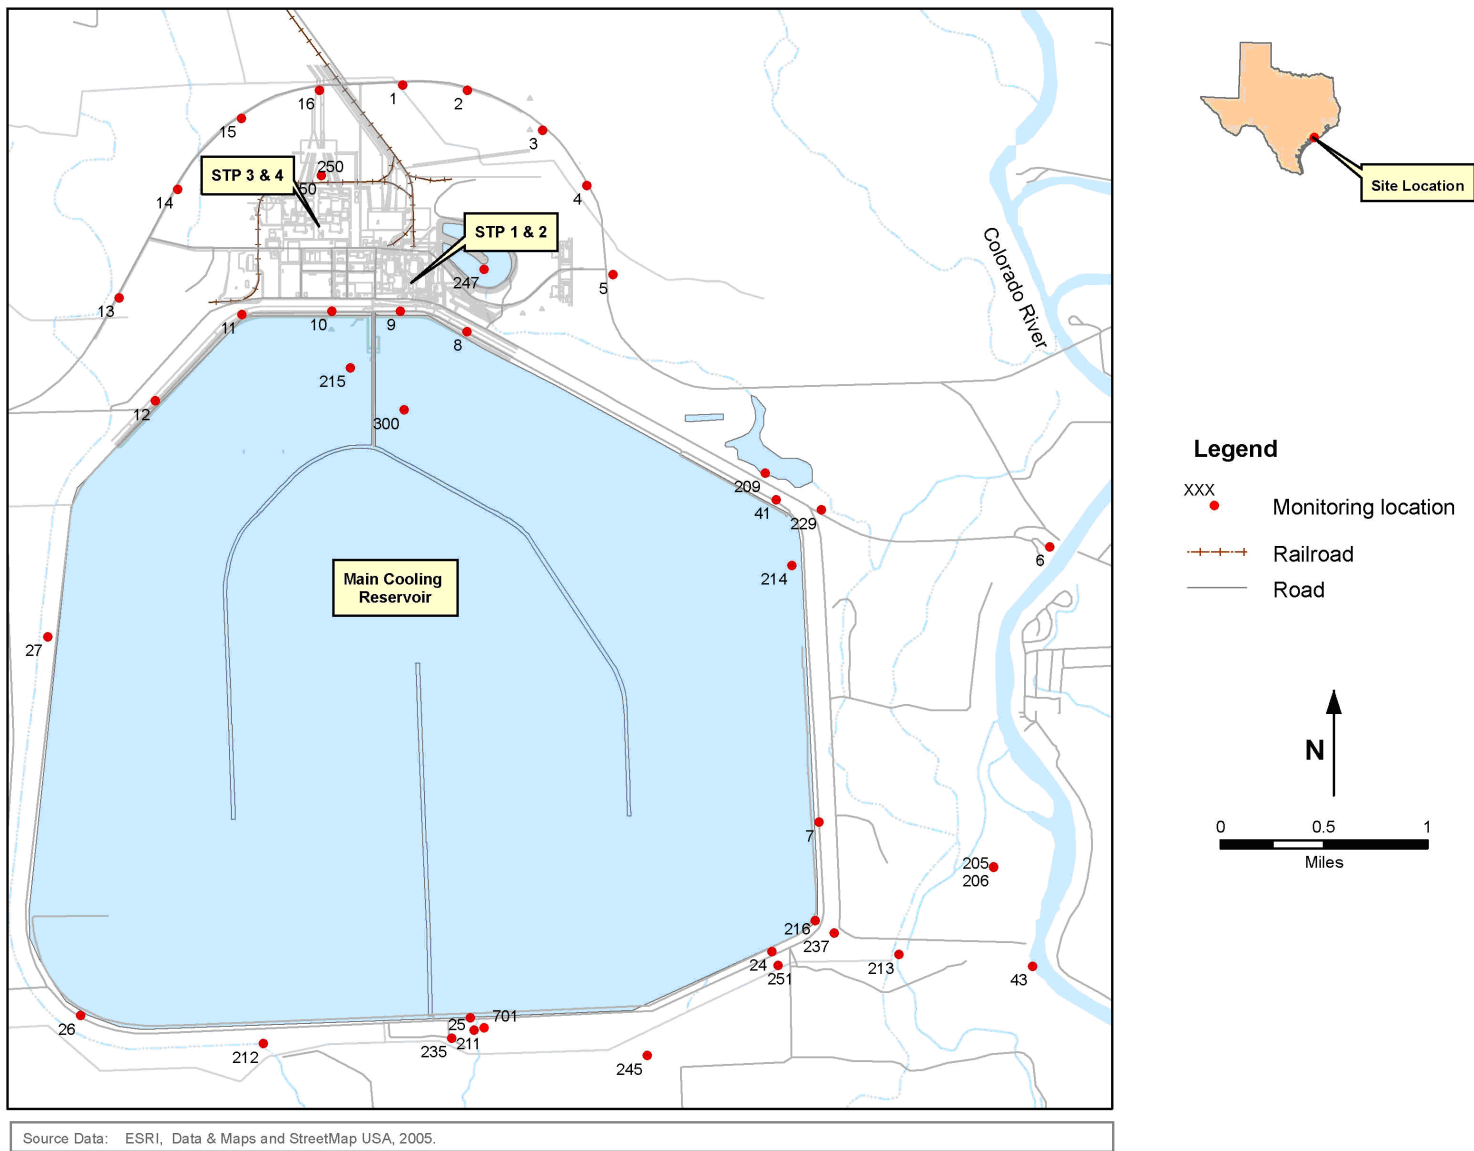 16
1
2
15
3
250
50
STP 3 & 4
14
4
STP 1 & 2
247
5
13
10
9
11
8
Colorado River
215
12
300
209
41
229
6
214
Main Cooling
Reservoir
27
7
205
206
216
237
24
251
213
43
26
25
701
212
235
211
245
Site Location
Legend
XXX
Monitoring location
Railroad
Road
N
0 0.5 1
Miles
Source Data: ESRI, Data & Maps and StreetMap USA, 2005.